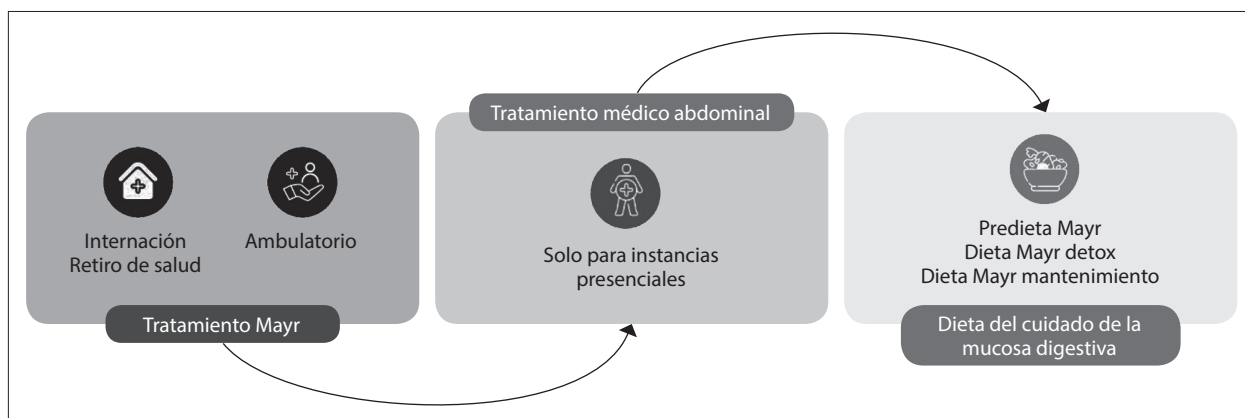 Internación
Retiro de salud
Ambulatorio
Tratamiento Mayr
Tratamiento médico abdominal
Solo para instancias
presenciales
Predieta Mayr
Dieta Mayr detox
Dieta Mayr mantenimiento
Dieta del cuidado de la
mucosa digestiva